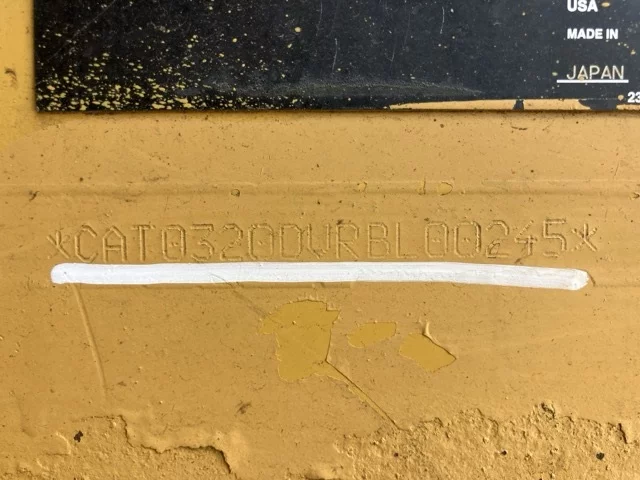 USA
MADE IN
JAPAN
23
*CAT0320DVRBL00245*